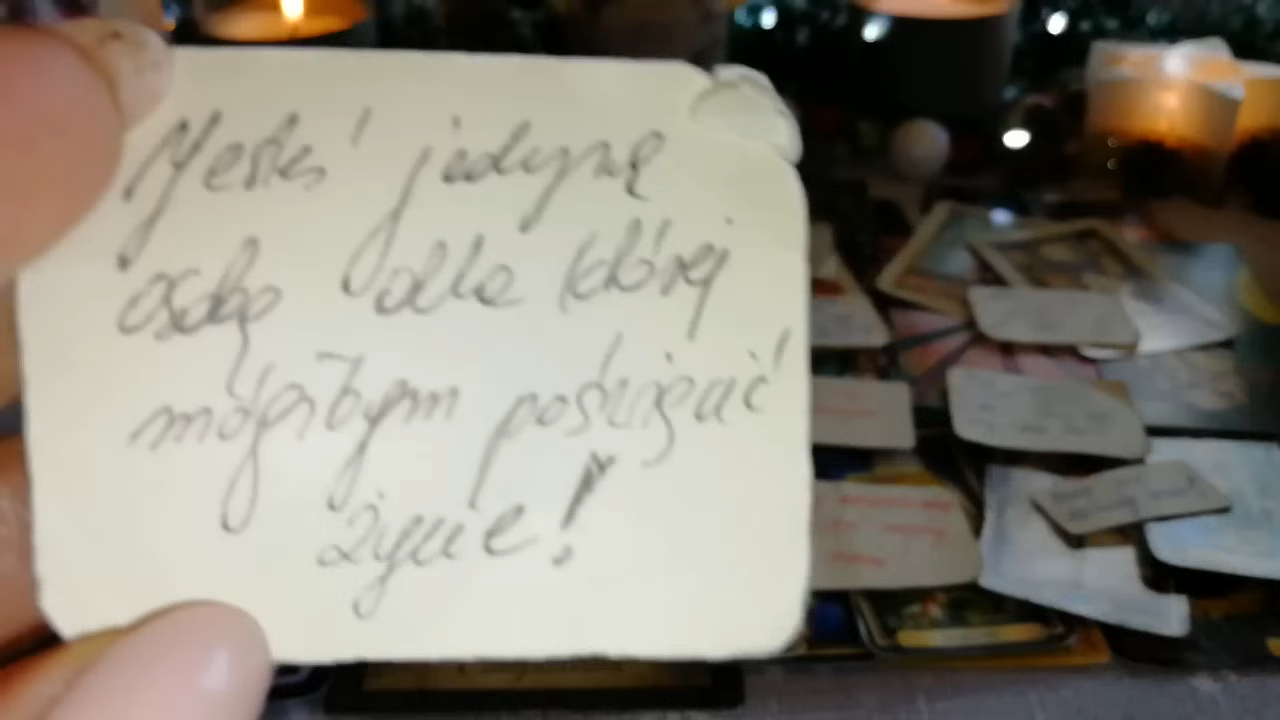 Jesteś jedyną
osobą dla której
mógłbym poświęcić
życie!